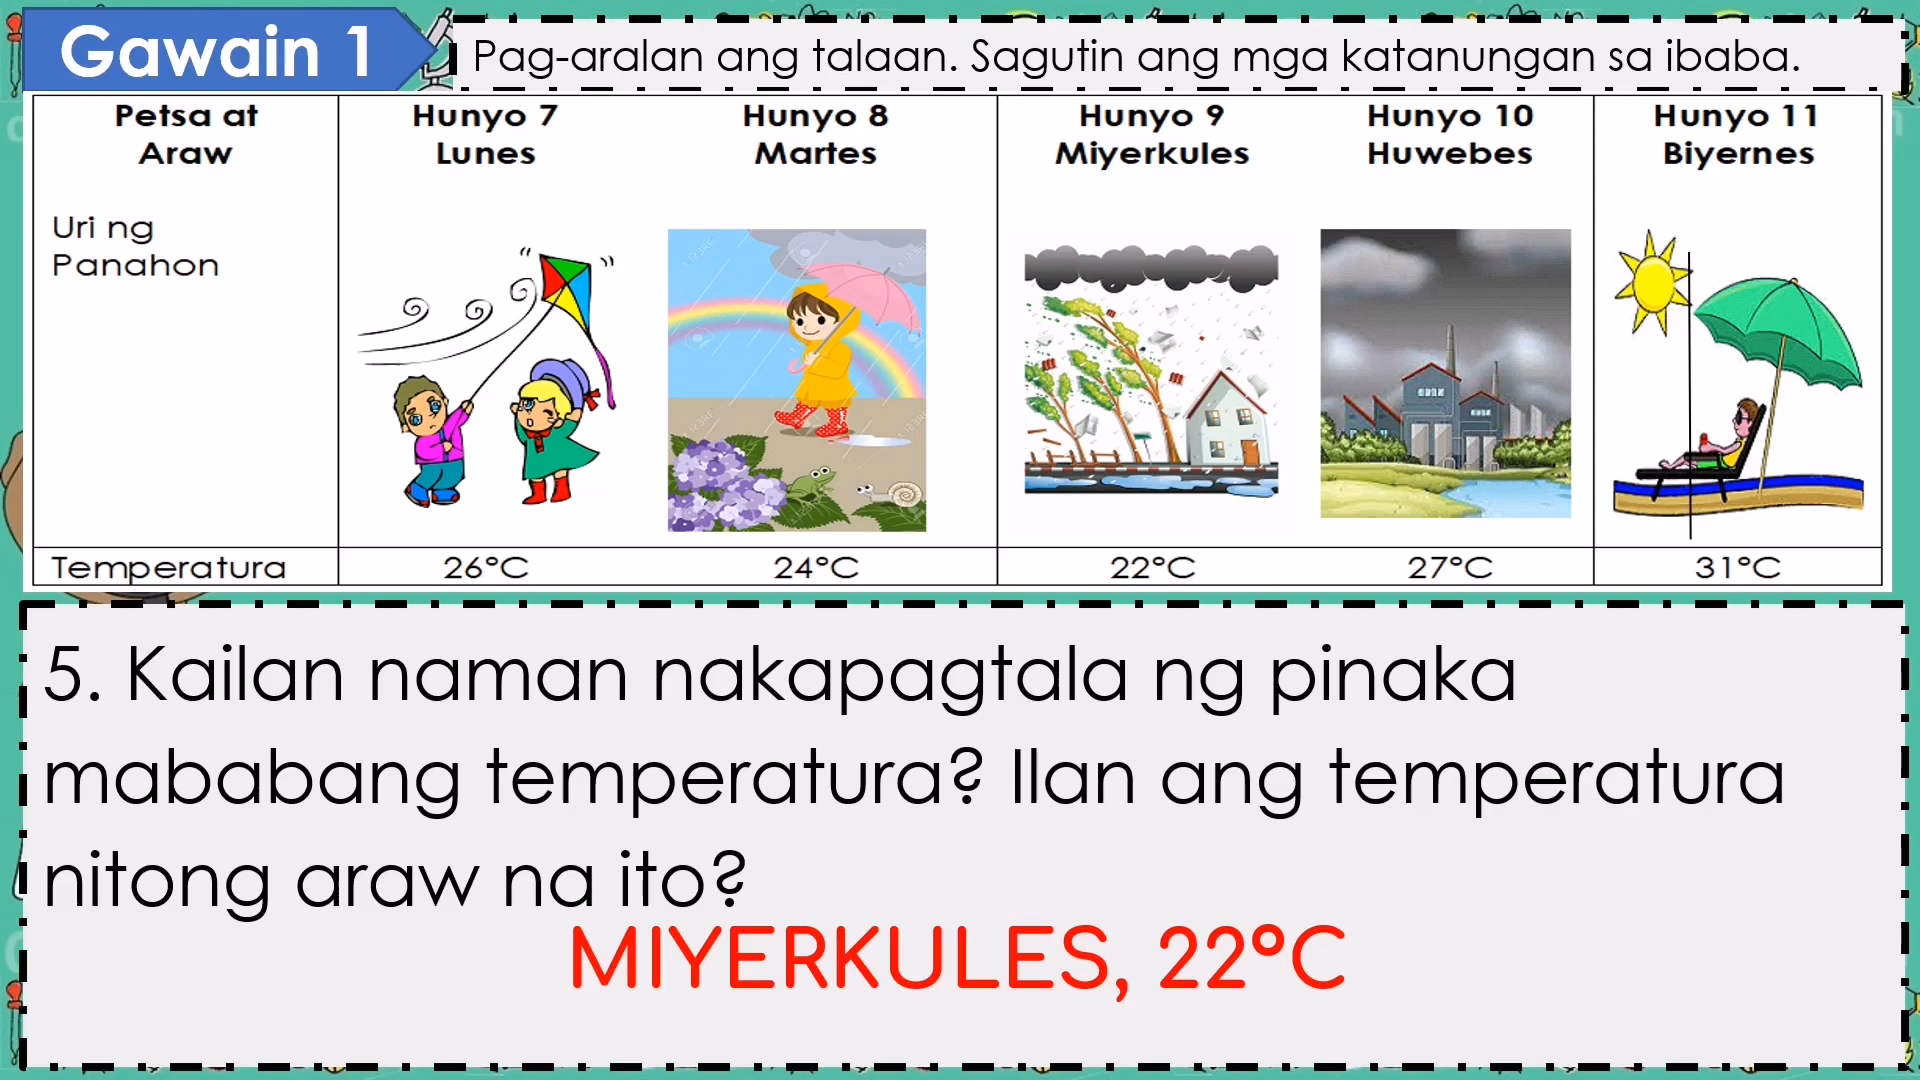 Gawain 1
Pag-aralan ang talaan. Sagutin ang mga katanungan sa ibaba.
Petsa at Araw
Hunyo 7 Lunes
Hunyo 8 Martes
Hunyo 9 Miyerkules
Hunyo 10 Huwebes
Hunyo 11 Biyernes
Uri ng
Panahon
Temperatura 26°C 24°C 22°C 27°C 31°C
5. Kailan naman nakapagtala ng pinaka
mababang temperatura? Ilan ang temperatura
nitong araw na ito?
MIYERKULES, 22°C